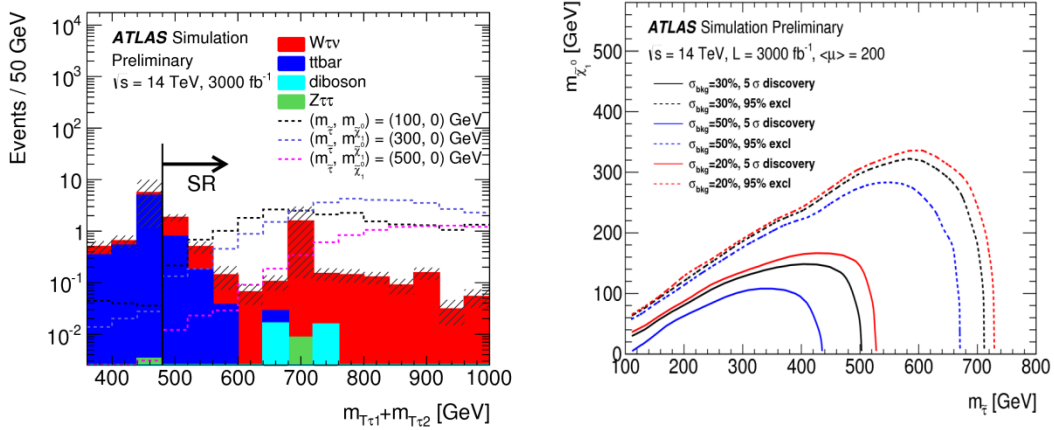 ATLAS Simulation
Preliminary
√s = 14 TeV, 3000 fb⁻¹
Wτν
ttbar
diboson
Zττ
(m_τ̃, m_χ̃₁⁰) = (100, 0) GeV
(m_τ̃, m_χ̃₁⁰) = (300, 0) GeV
(m_τ̃, m_χ̃₁⁰) = (500, 0) GeV
SR
Events / 50 GeV
10⁴
10³
10²
10
1
10⁻¹
10⁻²
400 500 600 700 800 900 1000
m_Tτ1+m_Tτ2 [GeV]
ATLAS Simulation Preliminary
√s = 14 TeV, L = 3000 fb⁻¹, <μ> = 200
σ_bkg=30%, 5 σ discovery
σ_bkg=30%, 95% excl
σ_bkg=50%, 5 σ discovery
σ_bkg=50%, 95% excl
σ_bkg=20%, 5 σ discovery
σ_bkg=20%, 95% excl
m_χ̃₁⁰ [GeV]
500
400
300
200
100
0
100 200 300 400 500 600 700 800
m_τ̃ [GeV]